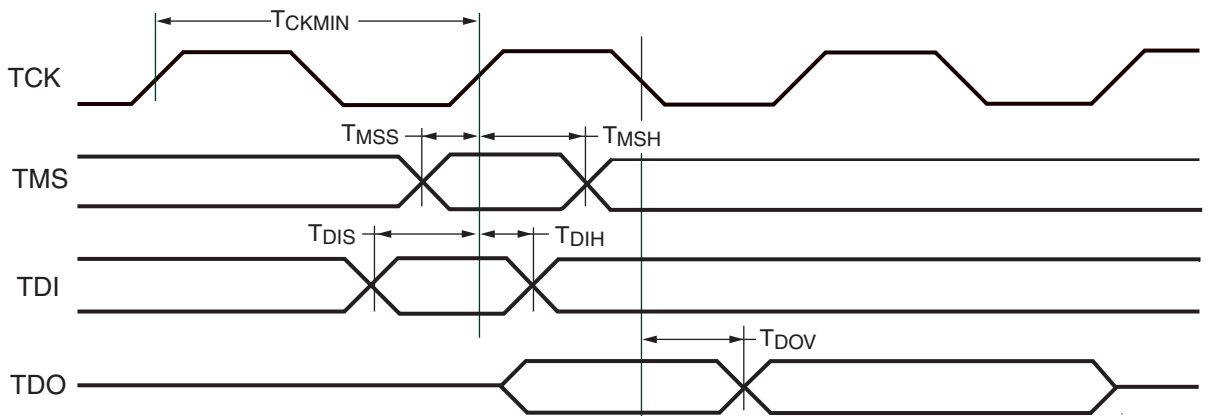 TCKMIN
TCK
TMSS TMSH
TMS
TDIS TDIH
TDI
TDOV
TDO